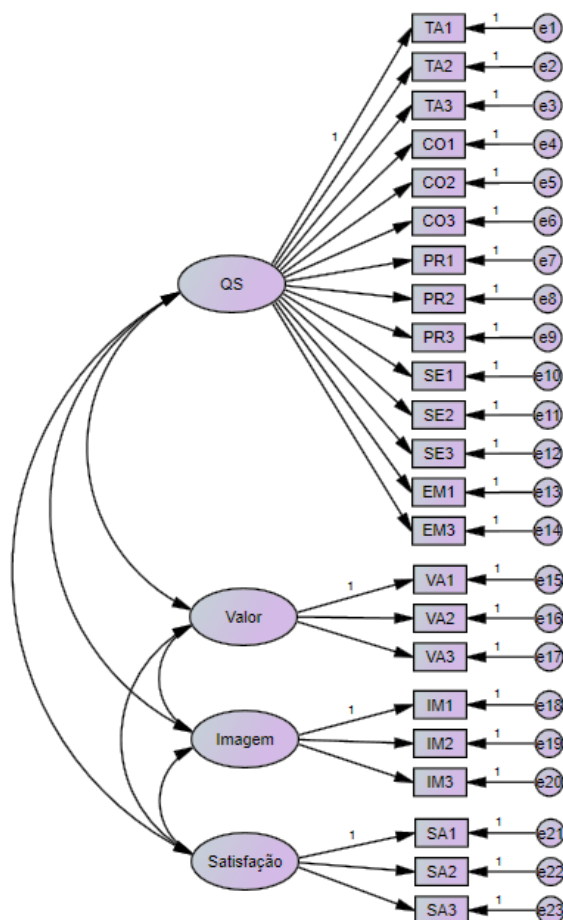 TA1 1 e1
TA2 1 e2
TA3 1 e3
1
CO1 1 e4
CO2 1 e5
CO3 1 e6
PR1 1 e7
QS
PR2 1 e8
PR3 1 e9
SE1 1 e10
SE2 1 e11
SE3 1 e12
EM1 1 e13
EM3 1 e14
1 VA1 1 e15
Valor VA2 1 e16
VA3 1 e17
1 IM1 1 e18
Imagem IM2 1 e19
IM3 1 e20
1 SA1 1 e21
Satisfação SA2 1 e22
SA3 1 e23